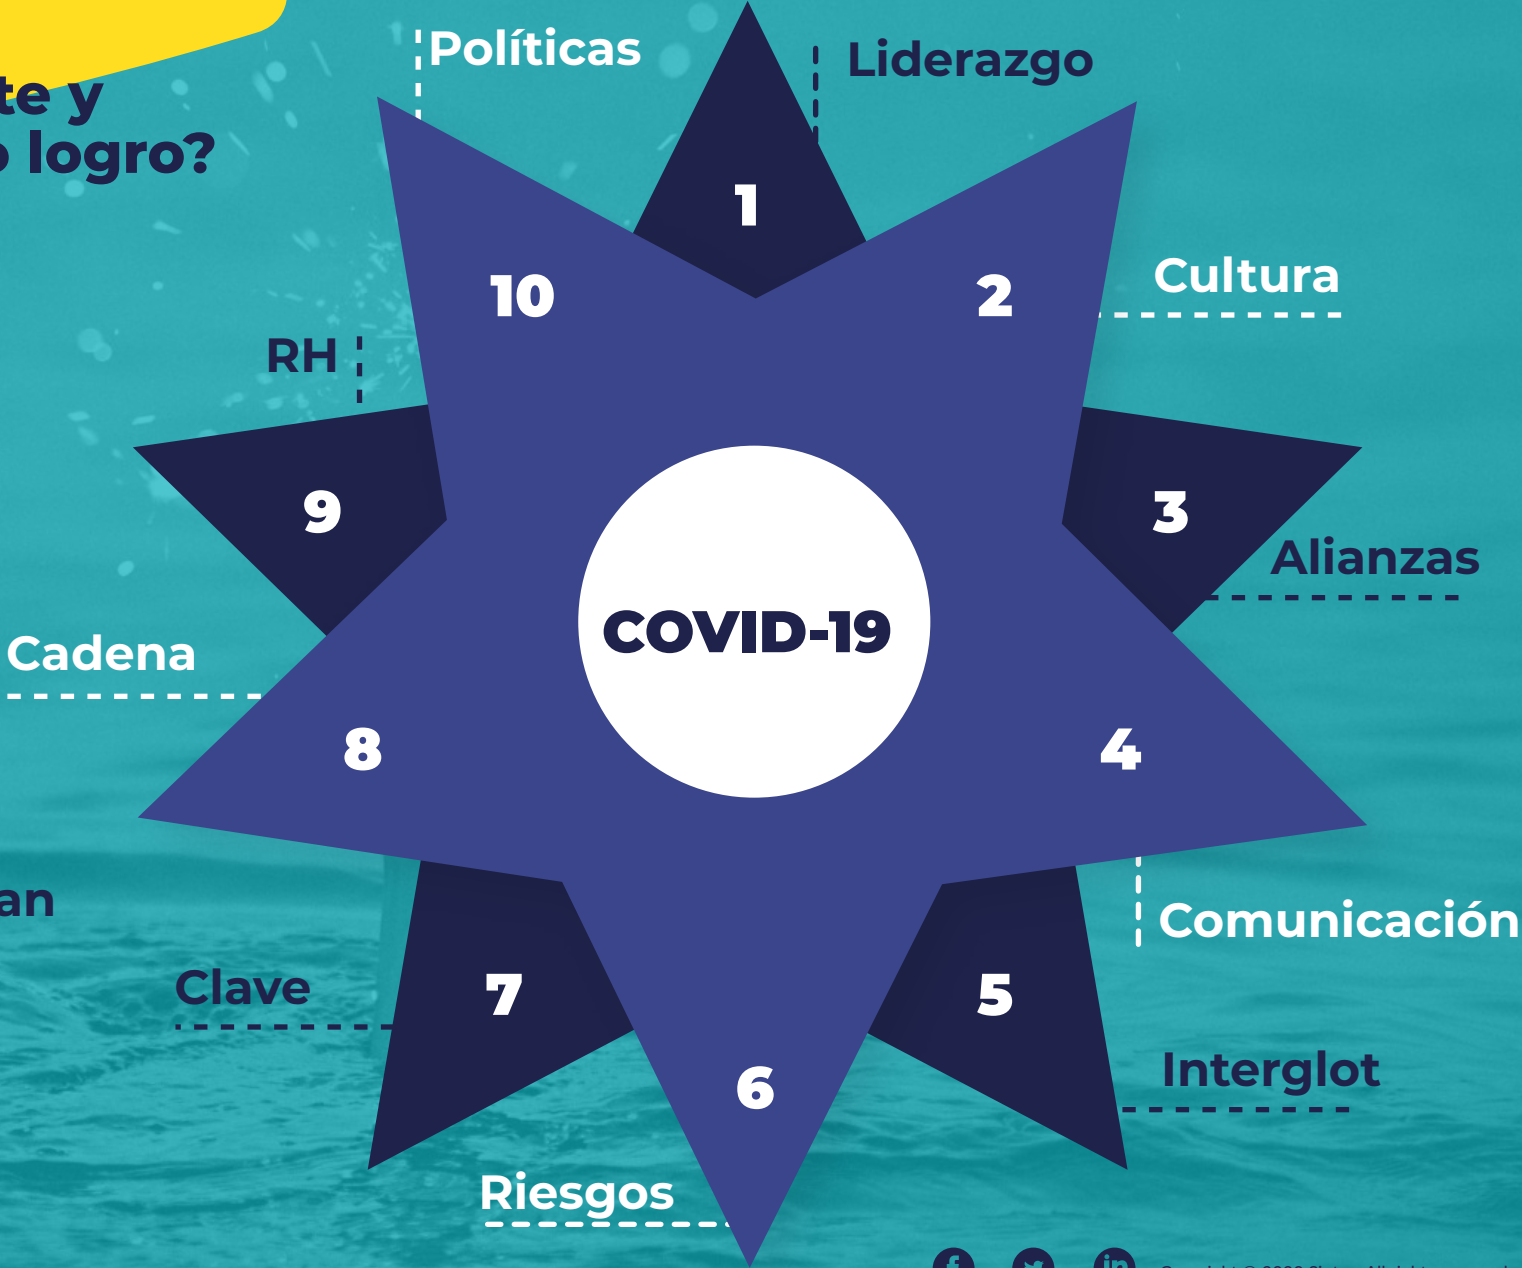 te y
logro?
Políticas
Liderazgo
1
10
2
Cultura
RH
9
3
Alianzas
COVID-19
Cadena
8
4
an
Comunicación
Clave
7
5
6
Interglot
Riesgos